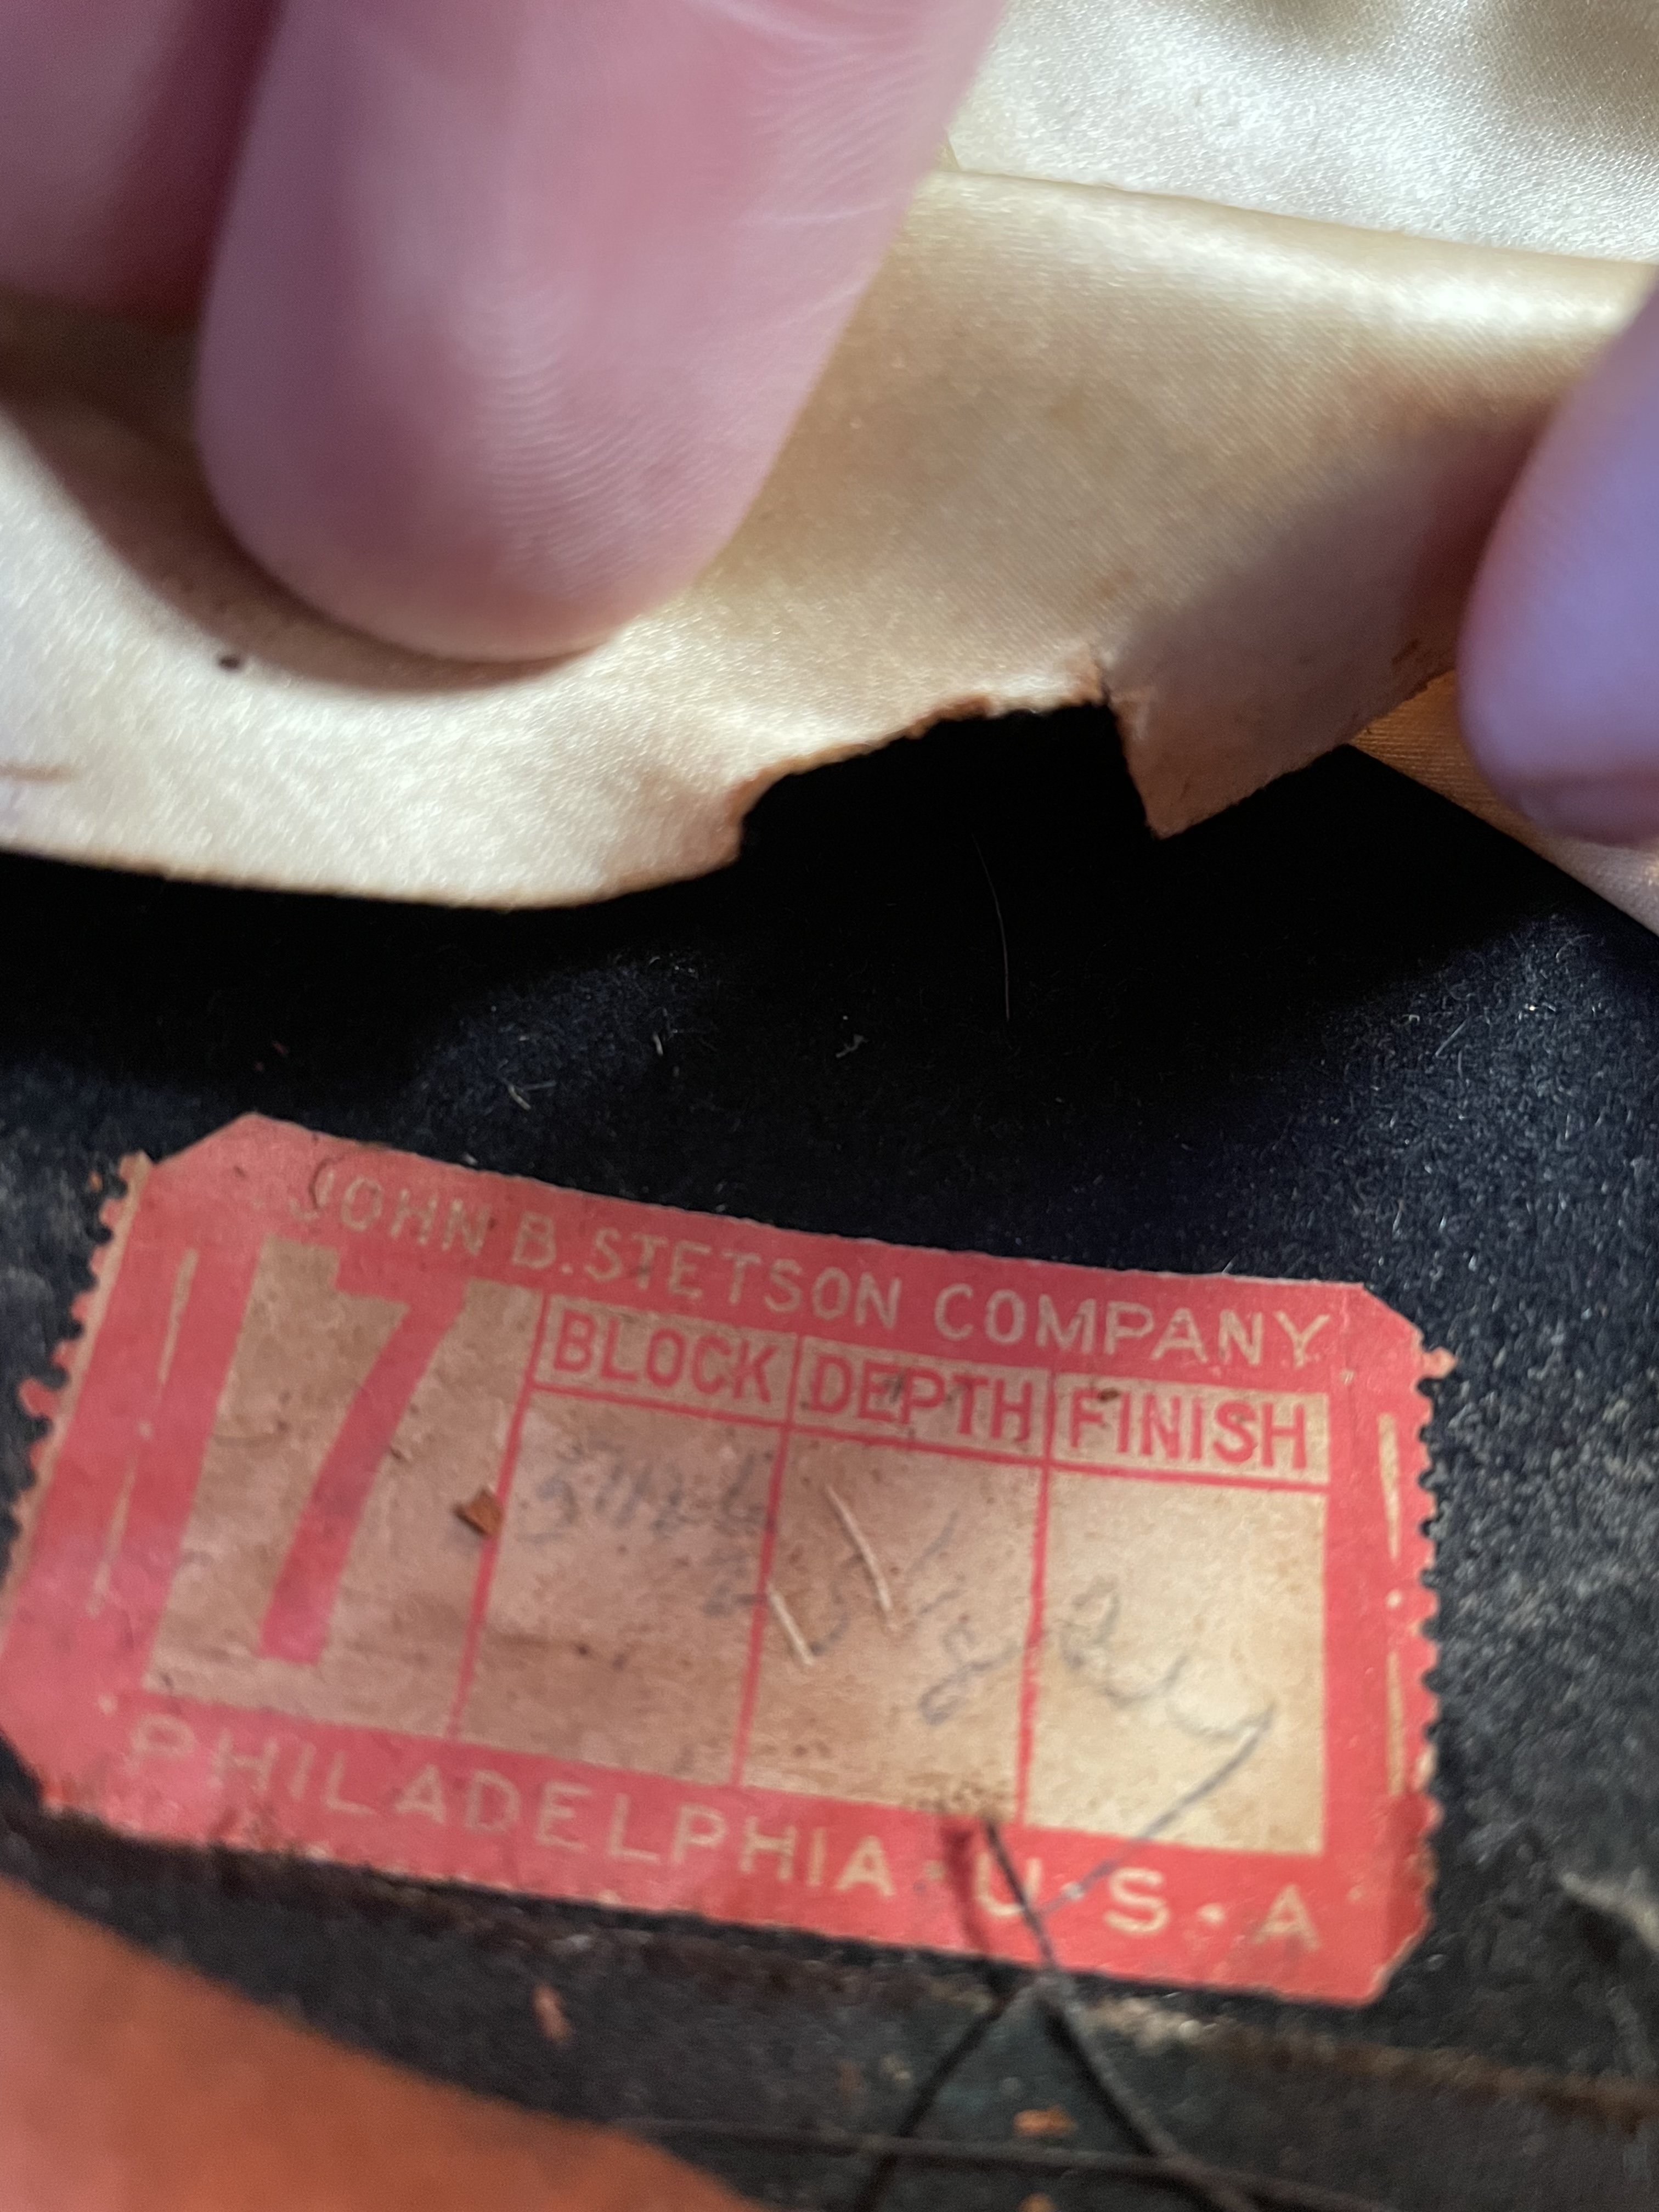 JOHN B. STETSON COMPANY
7
BLOCK DEPTH FINISH
PHILADELPHIA · U · S · A